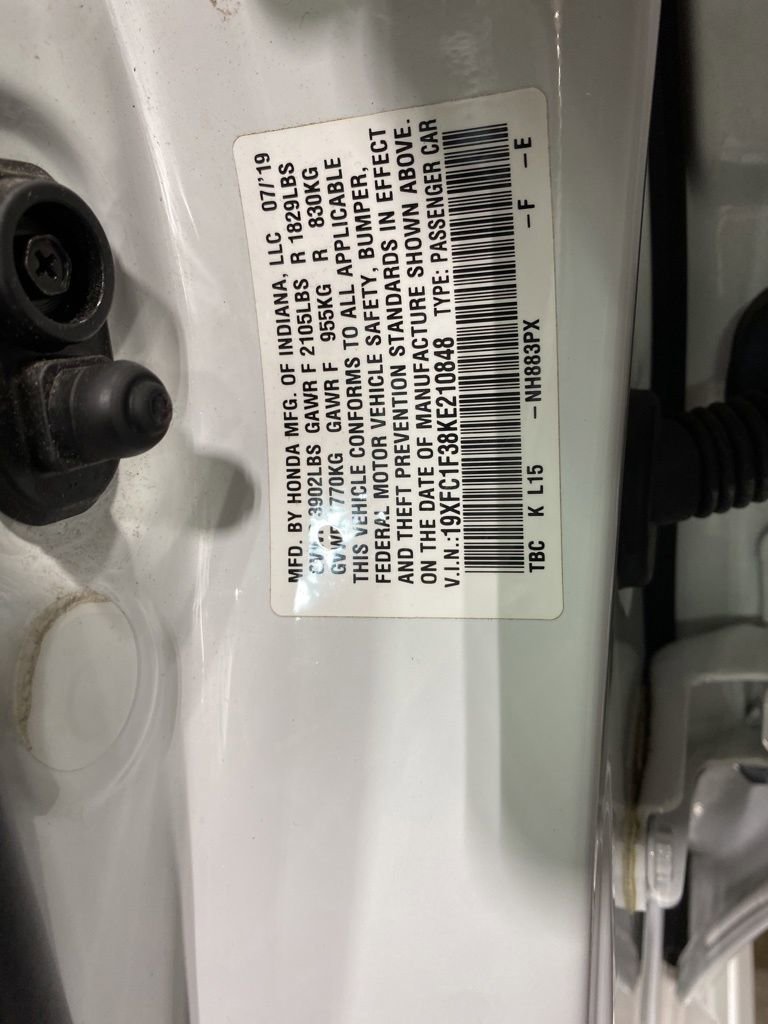 MFD. BY HONDA MFG. OF INDIANA, LLC 07/'19
3902LBS GAWR F 2105LBS R 1829LBS
1770KG GAWR F 955KG R 830KG
THIS VEHICLE CONFORMS TO ALL APPLICABLE
FEDERAL MOTOR VEHICLE SAFETY, BUMPER,
AND THEFT PREVENTION STANDARDS IN EFFECT
ON THE DATE OF MANUFACTURE SHOWN ABOVE.
V.I.N.:19XFC1F38KE210848 TYPE: PASSENGER CAR
TBC K L15 -NH883PX -F -E